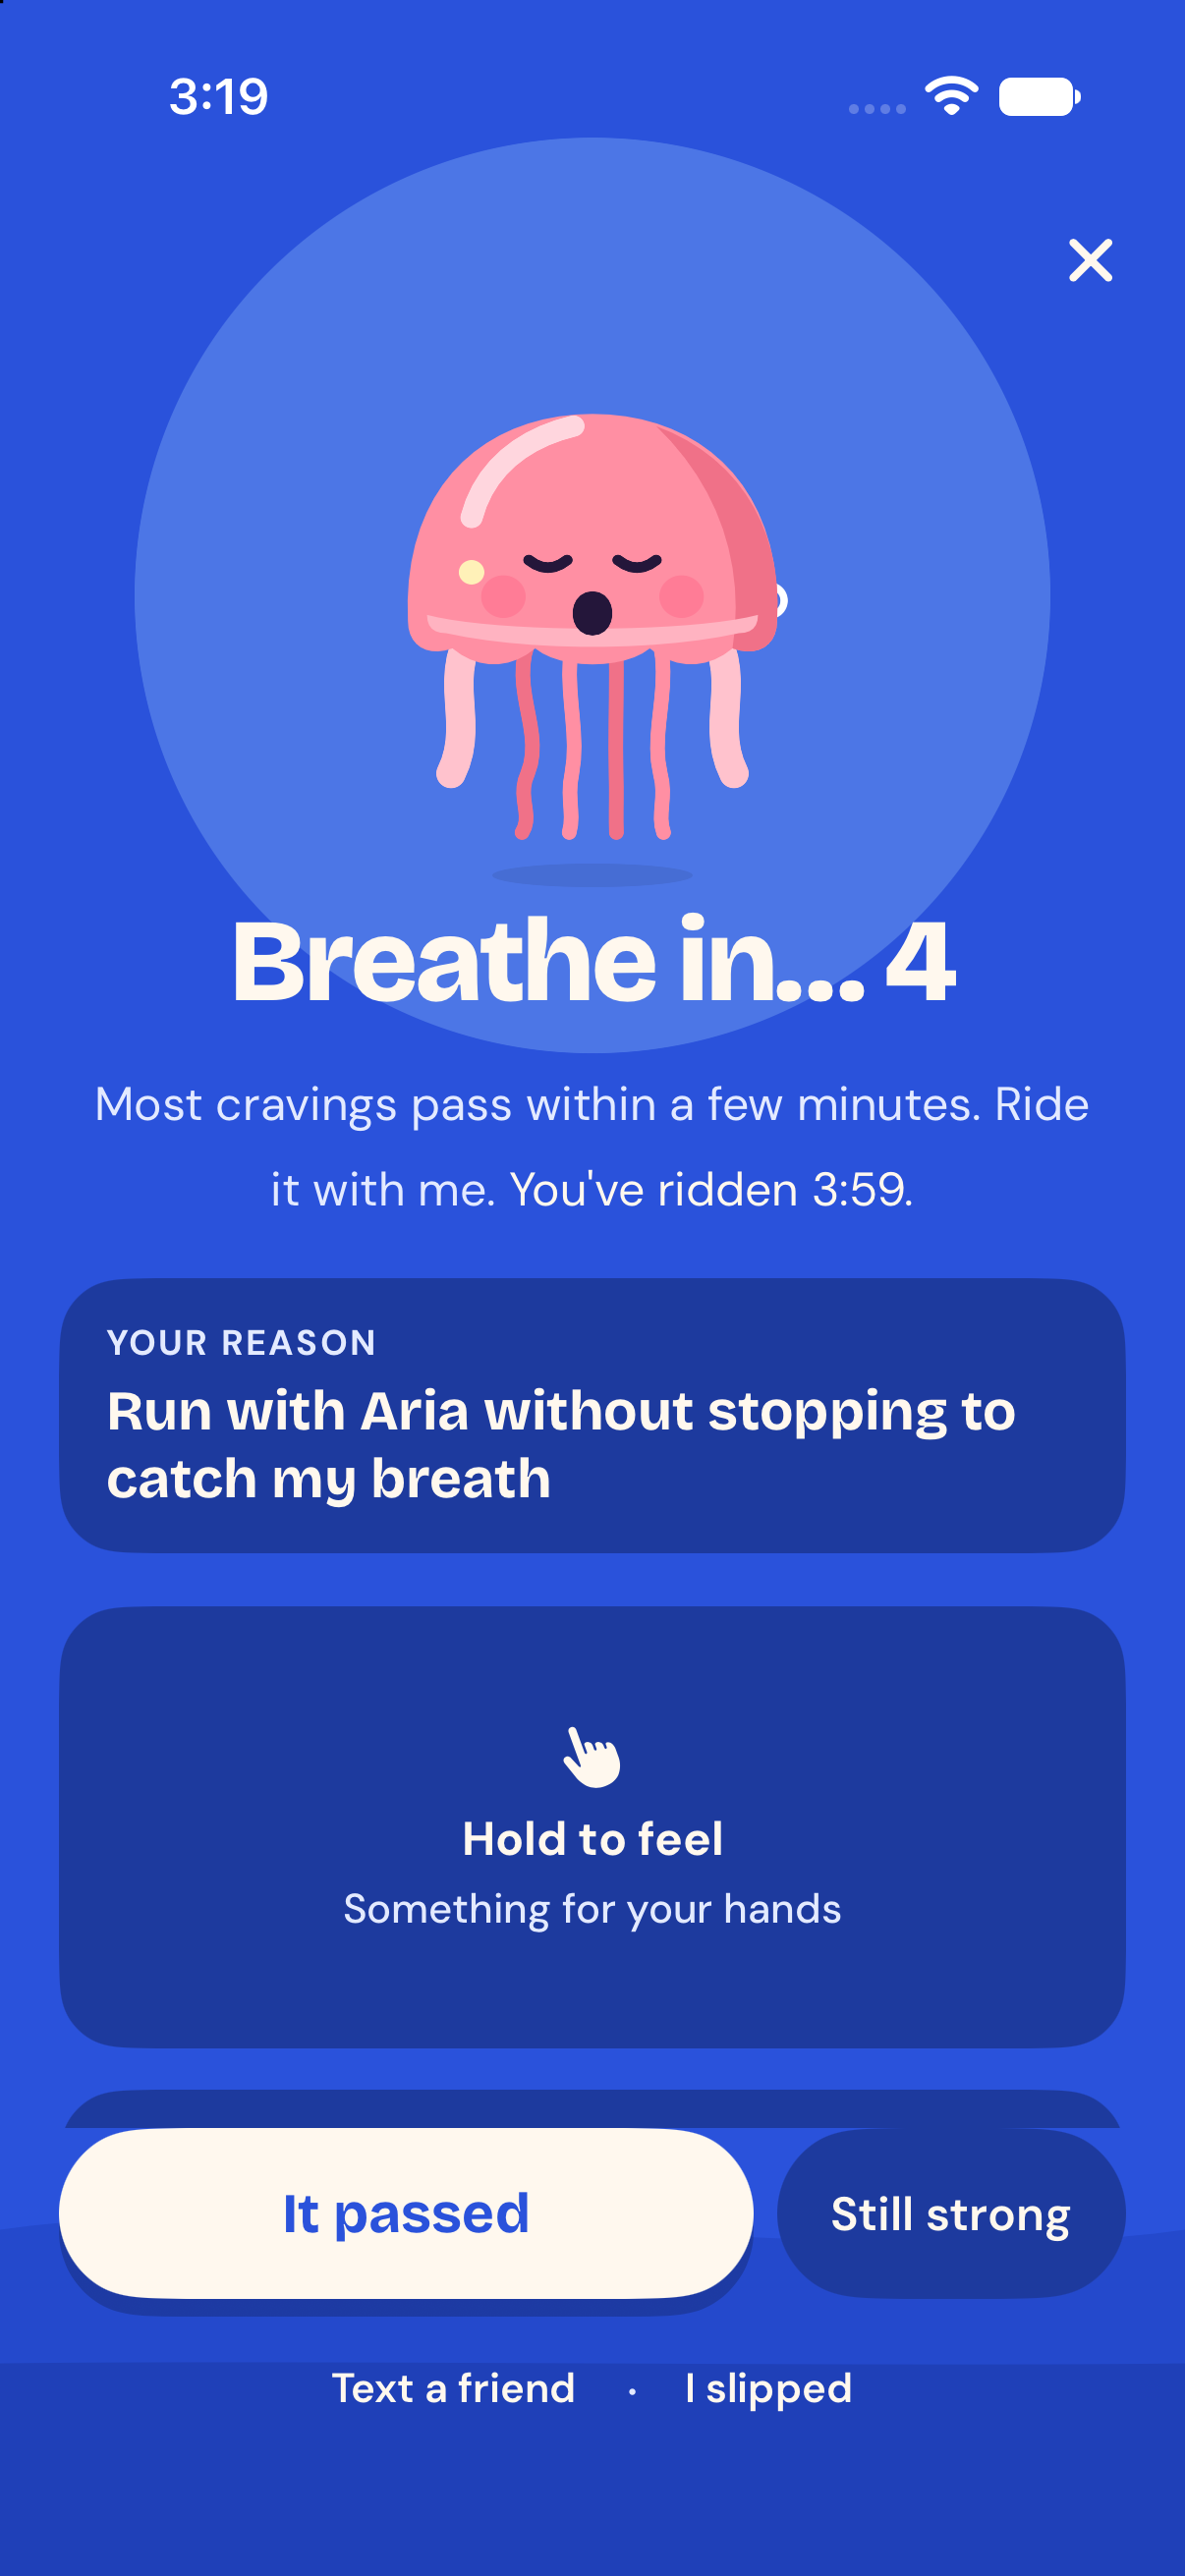 3:19
Breathe in... 4
Most cravings pass within a few minutes. Ride
it with me. You've ridden 3:59.
YOUR REASON
Run with Aria without stopping to
catch my breath
Hold to feel
Something for your hands
It passed
Still strong
Text a friend · I slipped